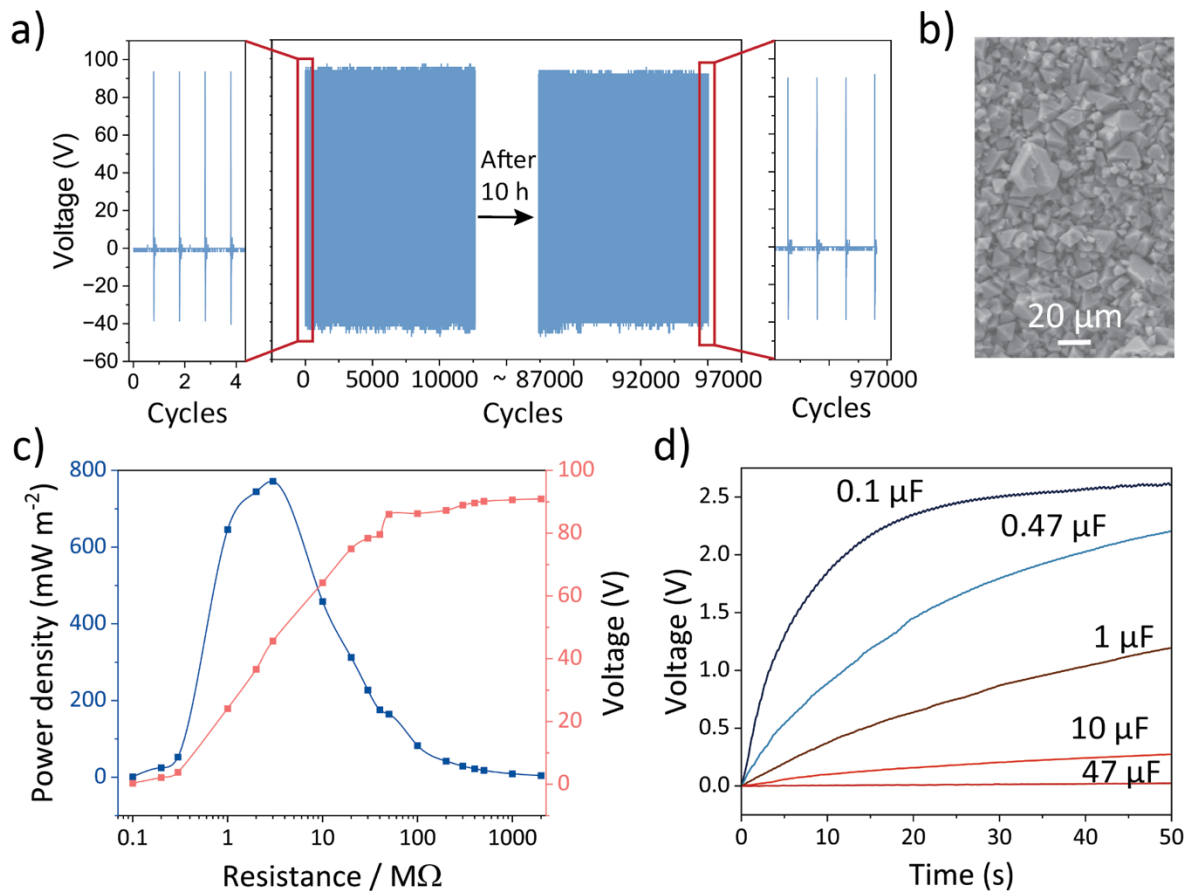 a)
100
80
60
40
20
0
−20
−40
−60
Voltage (V)
0 2 4
Cycles
After
10 h
0 5000 10000 ~ 87000 92000 97000
Cycles
97000
Cycles
b)
20 μm
c)
800
600
400
200
0
Power density (mW m⁻²)
100
80
60
40
20
0
Voltage (V)
0.1 1 10 100 1000
Resistance / MΩ
d)
2.5
2.0
1.5
1.0
0.5
0.0
Voltage (V)
0.1 μF
0.47 μF
1 μF
10 μF
47 μF
0 10 20 30 40 50
Time (s)